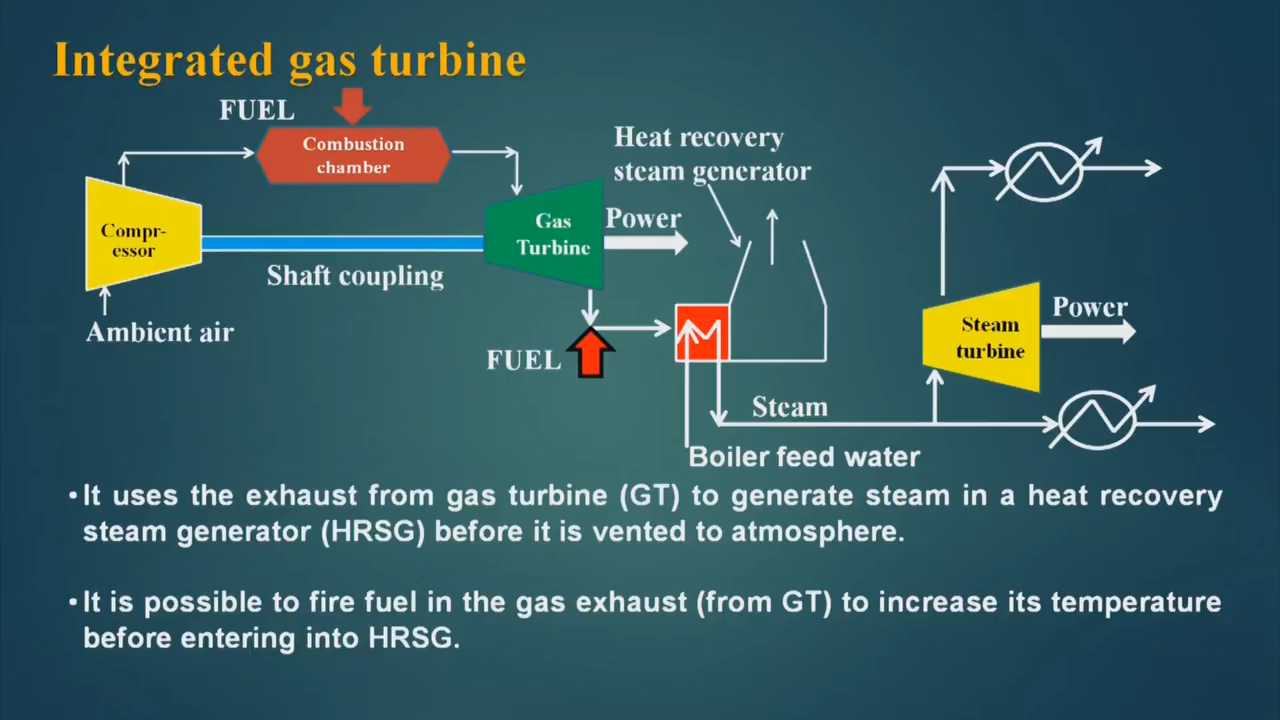 Integrated gas turbine
FUEL
Combustion
chamber
Heat recovery
steam generator
Compr-
essor
Gas
Turbine
Power
Shaft coupling
Ambient air
FUEL
Steam
turbine
Power
Steam
Boiler feed water
•It uses the exhaust from gas turbine (GT) to generate steam in a heat recovery
steam generator (HRSG) before it is vented to atmosphere.
•It is possible to fire fuel in the gas exhaust (from GT) to increase its temperature
before entering into HRSG.